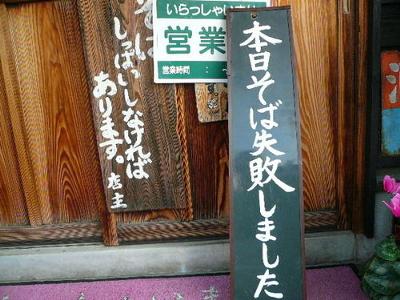 本日そば失敗しました
いらっしゃいませ
営業
営業時間 :
そば
しっぱいしなければ
あります。
店主